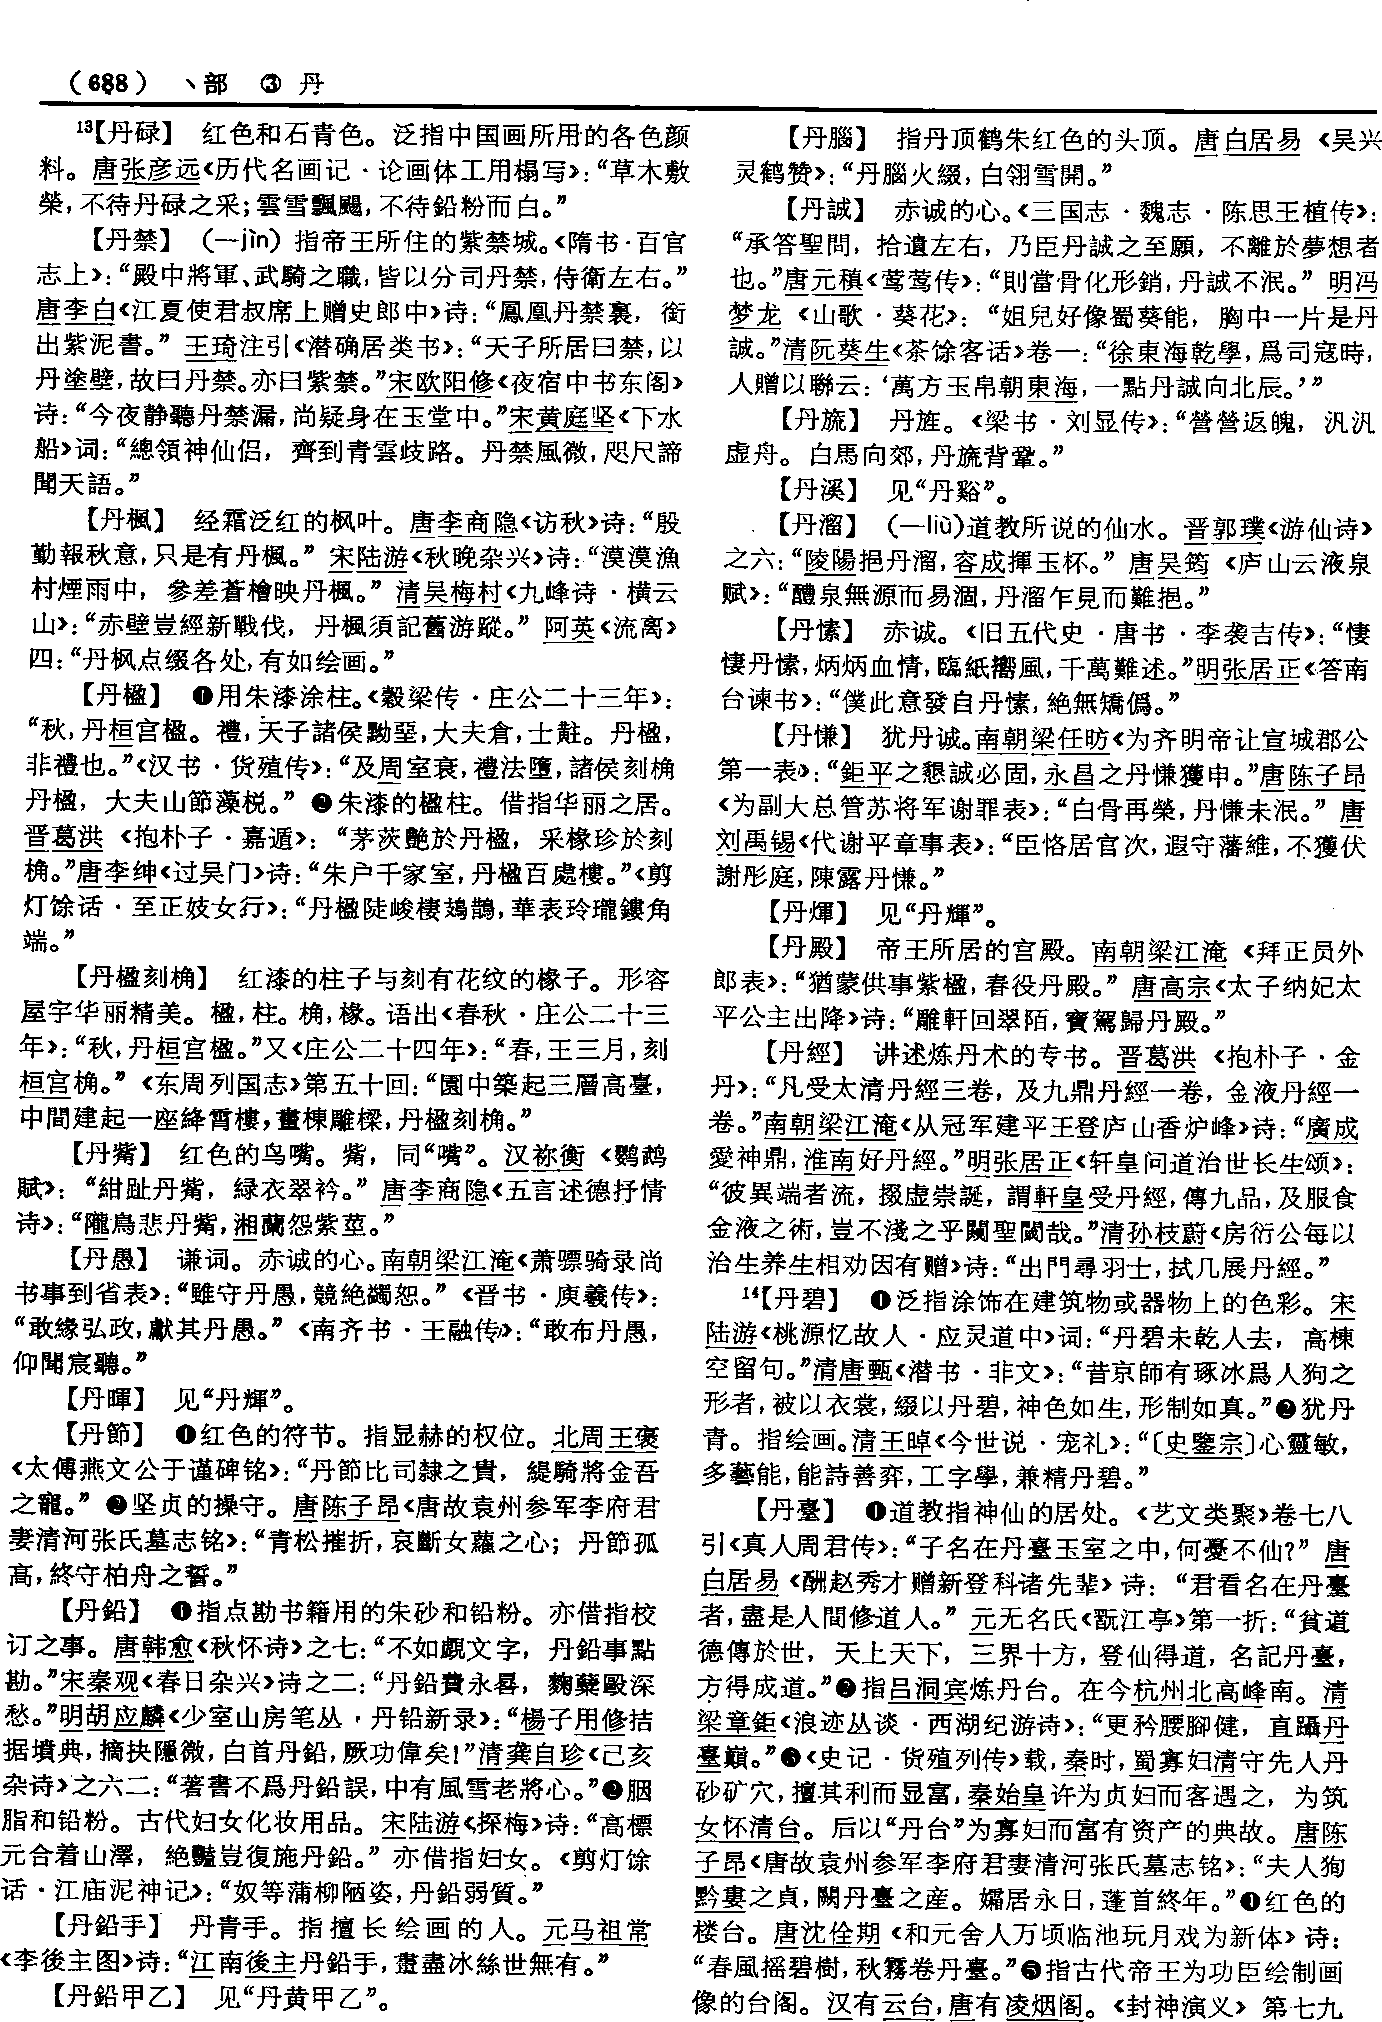 (688) 丶部 ③ 丹
13【丹碌】 红色和石青色。泛指中国画所用的各色颜
料。唐张彦远《历代名画记·论画体工用榻写》：“草木敷
榮，不待丹碌之采；雲雪飄颺，不待鉛粉而白。”
【丹禁】 （—jìn）指帝王所住的紫禁城。《隋书·百官
志上》：“殿中將軍、武騎之職，皆以分司丹禁，侍衛左右。”
唐李白《江夏使君叔席上赠史郎中》诗：“鳳凰丹禁裏，銜
出紫泥書。”王琦注引《潜确居类书》：“天子所居曰禁，以
丹塗壁，故曰丹禁。亦曰紫禁。”宋欧阳修《夜宿中书东阁》
诗：“今夜静聽丹禁漏，尚疑身在玉堂中。”宋黄庭坚《下水
船》词：“總領神仙侣，齊到青雲歧路。丹禁風微，咫尺諦
聞天語。”
【丹楓】 经霜泛红的枫叶。唐李商隐《访秋》诗：“殷
勤報秋意，只是有丹楓。”宋陆游《秋晚杂兴》诗：“漠漠漁
村煙雨中，參差蒼檜映丹楓。”清吴梅村《九峰诗·横云
山》：“赤壁豈經新戰伐，丹楓須記舊游蹤。”阿英《流离》
四：“丹枫点缀各处，有如绘画。”
【丹楹】 ❶用朱漆涂柱。《穀梁传·庄公二十三年》：
“秋，丹桓宫楹。禮，天子諸侯黝堊，大夫倉，士黈。丹楹，
非禮也。”《汉书·货殖传》：“及周室衰，禮法墮，諸侯刻桷
丹楹，大夫山節藻梲。”❷朱漆的楹柱。借指华丽之居。
晋葛洪《抱朴子·嘉遁》：“茅茨艷於丹楹，采椽珍於刻
桷。”唐李绅《过吴门》诗：“朱户千家室，丹楹百處樓。”《剪
灯馀话·至正妓女行》：“丹楹陡峻棲鳷鵲，華表玲瓏鏤角
端。”
【丹楹刻桷】 红漆的柱子与刻有花纹的椽子。形容
屋宇华丽精美。楹，柱。桷，椽。语出《春秋·庄公二十三
年》：“秋，丹桓宫楹。”又《庄公二十四年》：“春，王三月，刻
桓宫桷。”《东周列国志》第五十回：“園中築起三層高臺，
中間建起一座絳霄樓，畫棟雕樑，丹楹刻桷。”
【丹觜】 红色的鸟嘴。觜，同“嘴”。汉祢衡《鹦鹉
赋》：“紺趾丹觜，緑衣翠衿。”唐李商隐《五言述德抒情
诗》：“隴鳥悲丹觜，湘蘭怨紫莖。”
【丹愚】 谦词。赤诚的心。南朝梁江淹《萧骠骑录尚
书事到省表》：“雖守丹愚，競絶蠲恕。”《晋书·庾羲传》：
“敢緣弘政，獻其丹愚。”《南齐书·王融传》：“敢布丹愚，
仰聞宸聽。”
【丹暉】 见“丹輝”。
【丹節】 ❶红色的符节。指显赫的权位。北周王褒
《太傅燕文公于谨碑铭》：“丹節比司隸之貴，緹騎將金吾
之寵。”❷坚贞的操守。唐陈子昂《唐故袁州参军李府君
妻清河张氏墓志铭》：“青松摧折，哀斷女蘿之心；丹節孤
高，終守柏舟之誓。”
【丹鉛】 ❶指点勘书籍用的朱砂和铅粉。亦借指校
订之事。唐韩愈《秋怀诗》之七：“不如覷文字，丹鉛事點
勘。”宋秦观《春日杂兴》诗之二：“丹鉛費永晷，麴糵毆深
愁。”明胡应麟《少室山房笔丛·丹铅新录》：“楊子用修拮
据墳典，摘抉隱微，白首丹鉛，厥功偉矣！”清龚自珍《己亥
杂诗》之六二：“著書不爲丹鉛誤，中有風雪老將心。”❷胭
脂和铅粉。古代妇女化妆用品。宋陆游《探梅》诗：“高標
元合着山澤，絶豔豈復施丹鉛。”亦借指妇女。《剪灯馀
话·江庙泥神记》：“奴等蒲柳陋姿，丹鉛弱質。”
【丹鉛手】 丹青手。指擅长绘画的人。元马祖常
《李後主图》诗：“江南後主丹鉛手，畫盡冰絲世無有。”
【丹鉛甲乙】 见“丹黄甲乙”。
【丹腦】 指丹顶鹤朱红色的头顶。唐白居易《吴兴
灵鹤赞》：“丹腦火綴，白翎雪開。”
【丹誠】 赤诚的心。《三国志·魏志·陈思王植传》：
“承答聖問，拾遺左右，乃臣丹誠之至願，不離於夢想者
也。”唐元稹《莺莺传》：“則當骨化形銷，丹誠不泯。”明冯
梦龙《山歌·葵花》：“姐兒好像蜀葵能，胸中一片是丹
誠。”清阮葵生《茶馀客话》卷一：“徐東海乾學，爲司寇時，
人贈以聯云：‘萬方玉帛朝東海，一點丹誠向北辰。’”
【丹旒】 丹旌。《梁书·刘显传》：“營營返魄，汎汎
虚舟。白馬向郊，丹旒背鞏。”
【丹溪】 见“丹谿”。
【丹溜】 （—liù）道教所说的仙水。晋郭璞《游仙诗》
之六：“陵陽挹丹溜，容成揮玉杯。”唐吴筠《庐山云液泉
赋》：“醴泉無源而易涸，丹溜乍見而難挹。”
【丹愫】 赤诚。《旧五代史·唐书·李袭吉传》：“悽
悽丹愫，炳炳血情，臨紙嚮風，千萬難述。”明张居正《答南
台谏书》：“僕此意發自丹愫，絶無矯僞。”
【丹慊】 犹丹诚。南朝梁任昉《为齐明帝让宣城郡公
第一表》：“鉅平之懇誠必固，永昌之丹慊獲申。”唐陈子昂
《为副大总管苏将军谢罪表》：“白骨再榮，丹慊未泯。”唐
刘禹锡《代谢平章事表》：“臣恪居官次，遐守藩維，不獲伏
謝彤庭，陳露丹慊。”
【丹煇】 见“丹輝”。
【丹殿】 帝王所居的宫殿。南朝梁江淹《拜正员外
郎表》：“猶蒙供事紫楹，春役丹殿。”唐高宗《太子纳妃太
平公主出降》诗：“雕軒回翠陌，寶駕歸丹殿。”
【丹經】 讲述炼丹术的专书。晋葛洪《抱朴子·金
丹》：“凡受太清丹經三卷，及九鼎丹經一卷，金液丹經一
卷。”南朝梁江淹《从冠军建平王登庐山香炉峰》诗：“廣成
愛神鼎，淮南好丹經。”明张居正《轩皇问道治世长生颂》：
“彼異端者流，掇虚崇誕，謂軒皇受丹經，傳九品，及服食
金液之術，豈不淺之乎闚聖閾哉。”清孙枝蔚《房衍公每以
治生养生相劝因有赠》诗：“出門尋羽士，拭几展丹經。”
14【丹碧】 ❶泛指涂饰在建筑物或器物上的色彩。宋
陆游《桃源忆故人·应灵道中》词：“丹碧未乾人去，高棟
空留句。”清唐甄《潜书·非文》：“昔京師有琢冰爲人狗之
形者，被以衣裳，綴以丹碧，神色如生，形制如真。”❷犹丹
青。指绘画。清王晫《今世说·宠礼》：“〔史鑒宗〕心靈敏，
多藝能，能詩善弈，工字學，兼精丹碧。”
【丹臺】 ❶道教指神仙的居处。《艺文类聚》卷七八
引《真人周君传》：“子名在丹臺玉室之中，何憂不仙？”唐
白居易《酬赵秀才赠新登科诸先辈》诗：“君看名在丹臺
者，盡是人間修道人。”元无名氏《翫江亭》第一折：“貧道
德傳於世，天上天下，三界十方，登仙得道，名記丹臺，
方得成道。”❷指吕洞宾炼丹台。在今杭州北高峰南。清
梁章鉅《浪迹丛谈·西湖纪游诗》：“更矜腰腳健，直躡丹
臺巔。”❸《史记·货殖列传》载，秦时，蜀寡妇清守先人丹
砂矿穴，擅其利而显富，秦始皇许为贞妇而客遇之，为筑
女怀清台。后以“丹台”为寡妇而富有资产的典故。唐陈
子昂《唐故袁州参军李府君妻清河张氏墓志铭》：“夫人徇
黔婁之貞，闕丹臺之産。孀居永日，蓬首終年。”❹红色的
楼台。唐沈佺期《和元舍人万顷临池玩月戏为新体》诗：
“春風摇碧樹，秋霧卷丹臺。”❺指古代帝王为功臣绘制画
像的台阁。汉有云台，唐有凌烟阁。《封神演义》第七九